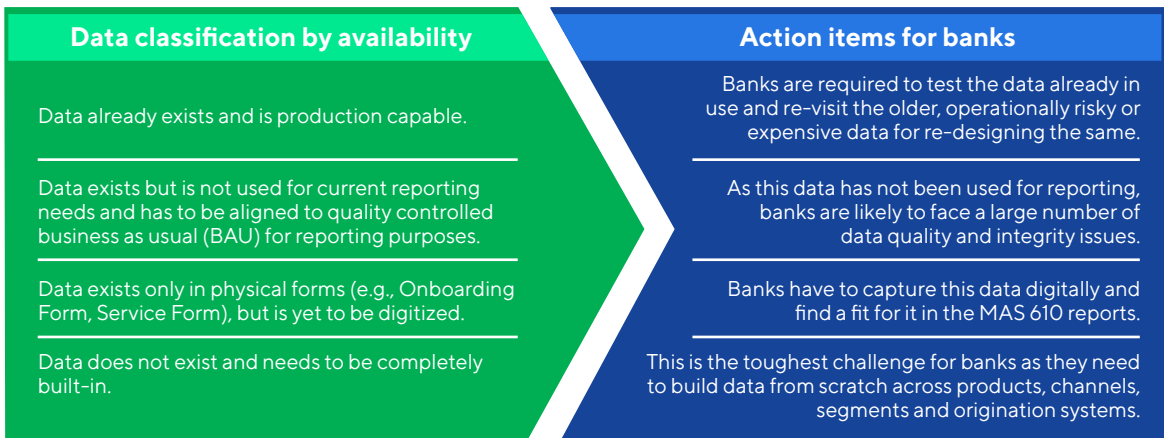 Data classification by availability
Data already exists and is production capable.
Data exists but is not used for current reporting
needs and has to be aligned to quality controlled
business as usual (BAU) for reporting purposes.
Data exists only in physical forms (e.g., Onboarding
Form, Service Form), but is yet to be digitized.
Data does not exist and needs to be completely
built-in.
Action items for banks
Banks are required to test the data already in
use and re-visit the older, operationally risky or
expensive data for re-designing the same.
As this data has not been used for reporting,
banks are likely to face a large number of
data quality and integrity issues.
Banks have to capture this data digitally and
find a fit for it in the MAS 610 reports.
This is the toughest challenge for banks as they need
to build data from scratch across products, channels,
segments and origination systems.